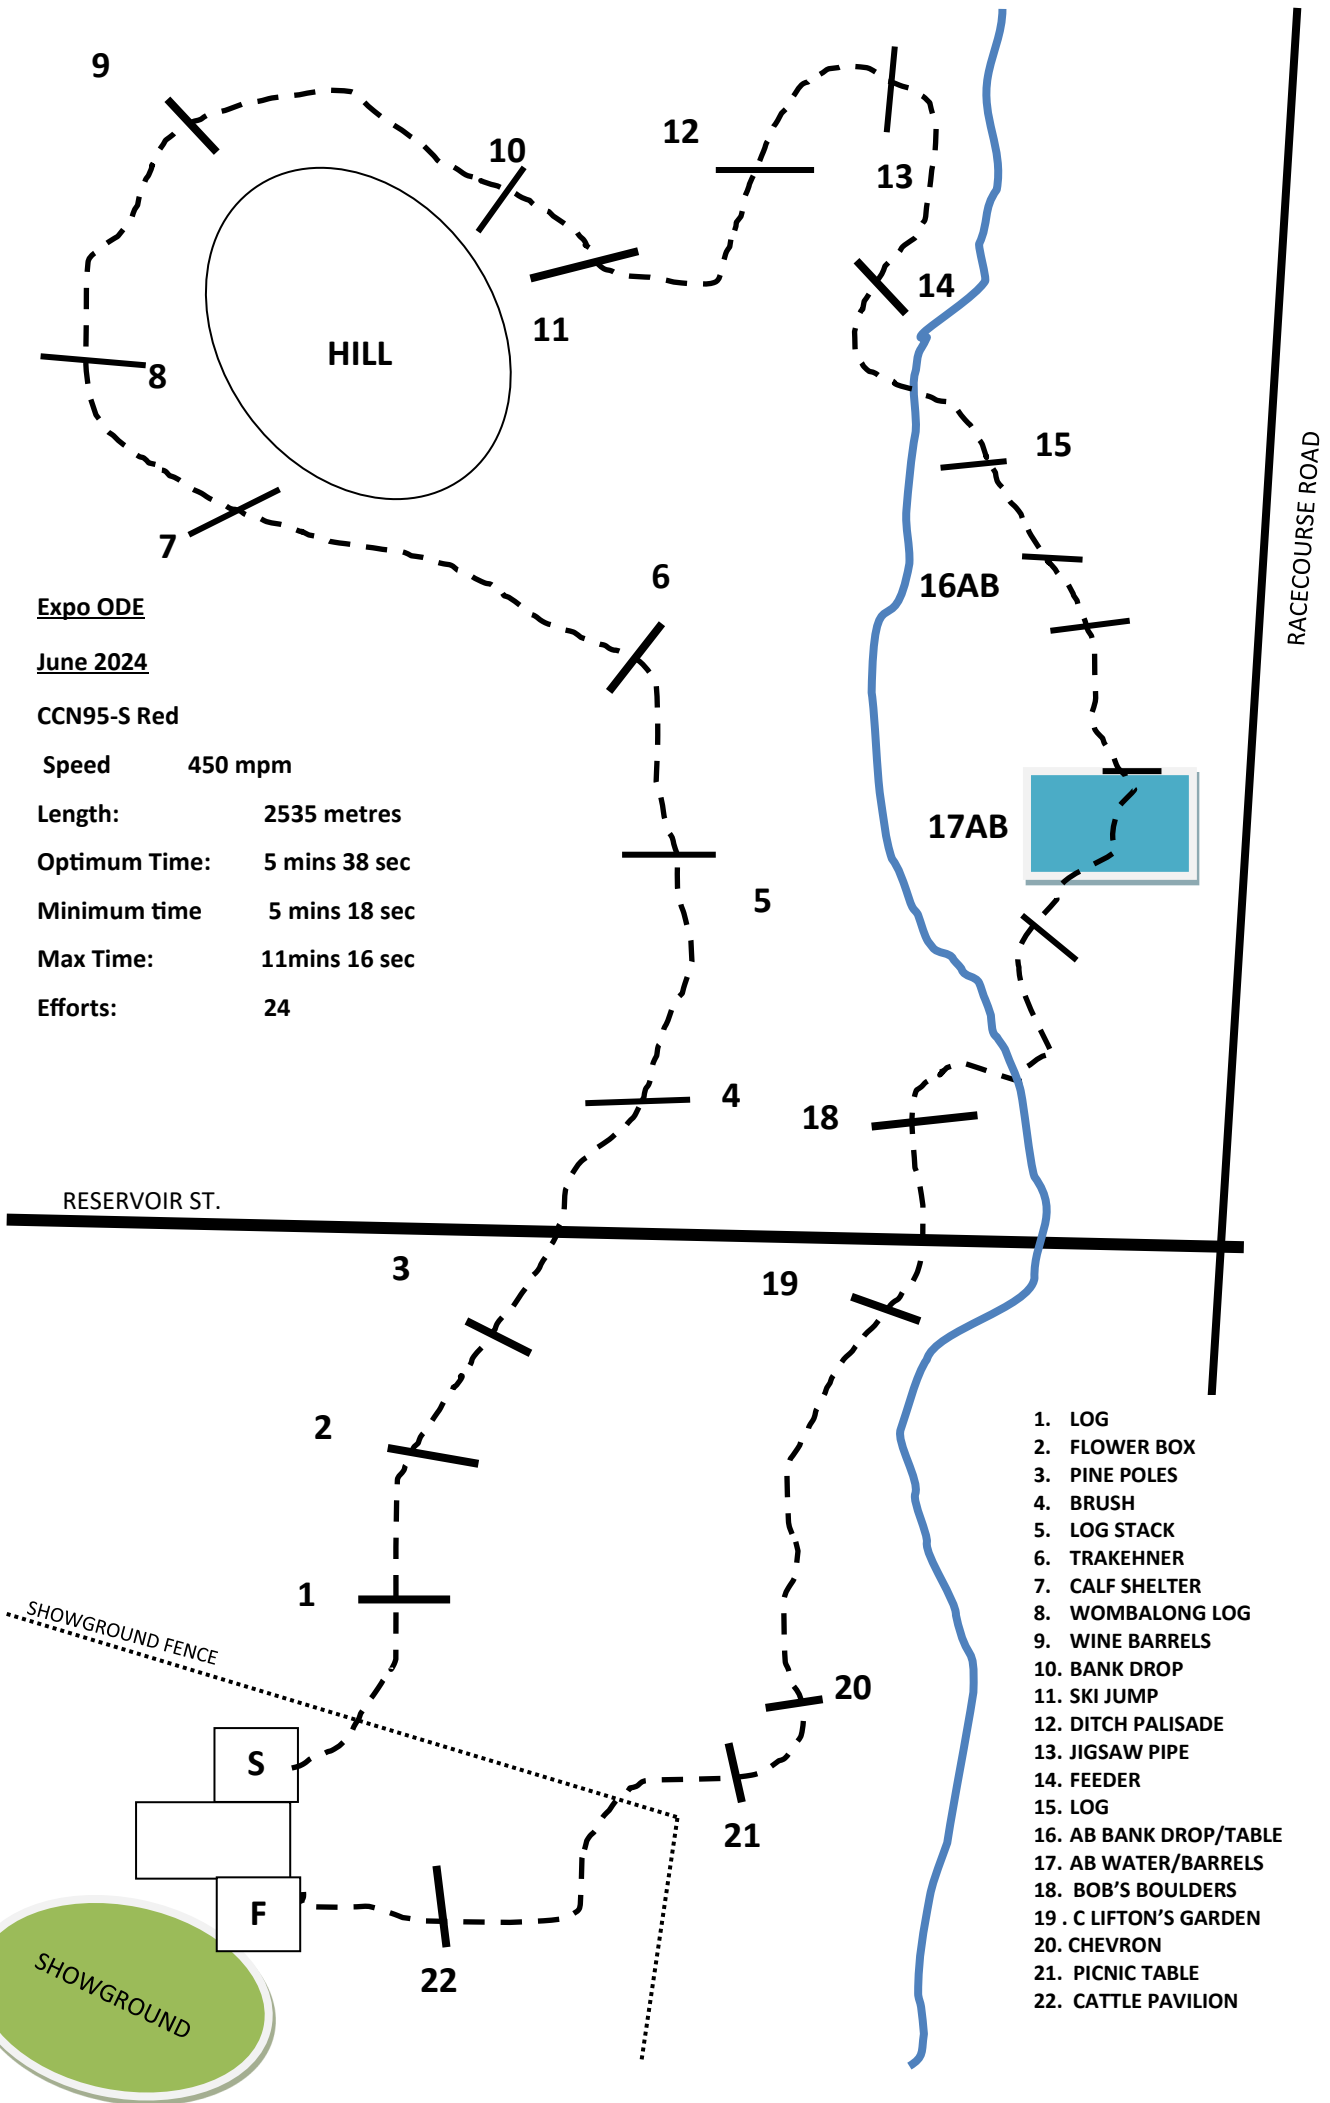 9
10
12
13
14
11
HILL
8
15
7
6
16AB
RACECOURSE ROAD
Expo ODE
June 2024
CCN95-S Red
Speed 450 mpm
Length: 2535 metres
Optimum Time: 5 mins 38 sec
Minimum time 5 mins 18 sec
Max Time: 11mins 16 sec
Efforts: 24
17AB
5
4
18
RESERVOIR ST.
3
19
2
1
SHOWGROUND FENCE
20
S
21
F
22
SHOWGROUND
1. LOG
2. FLOWER BOX
3. PINE POLES
4. BRUSH
5. LOG STACK
6. TRAKEHNER
7. CALF SHELTER
8. WOMBALONG LOG
9. WINE BARRELS
10. BANK DROP
11. SKI JUMP
12. DITCH PALISADE
13. JIGSAW PIPE
14. FEEDER
15. LOG
16. AB BANK DROP/TABLE
17. AB WATER/BARRELS
18. BOB'S BOULDERS
19 . C LIFTON'S GARDEN
20. CHEVRON
21. PICNIC TABLE
22. CATTLE PAVILION